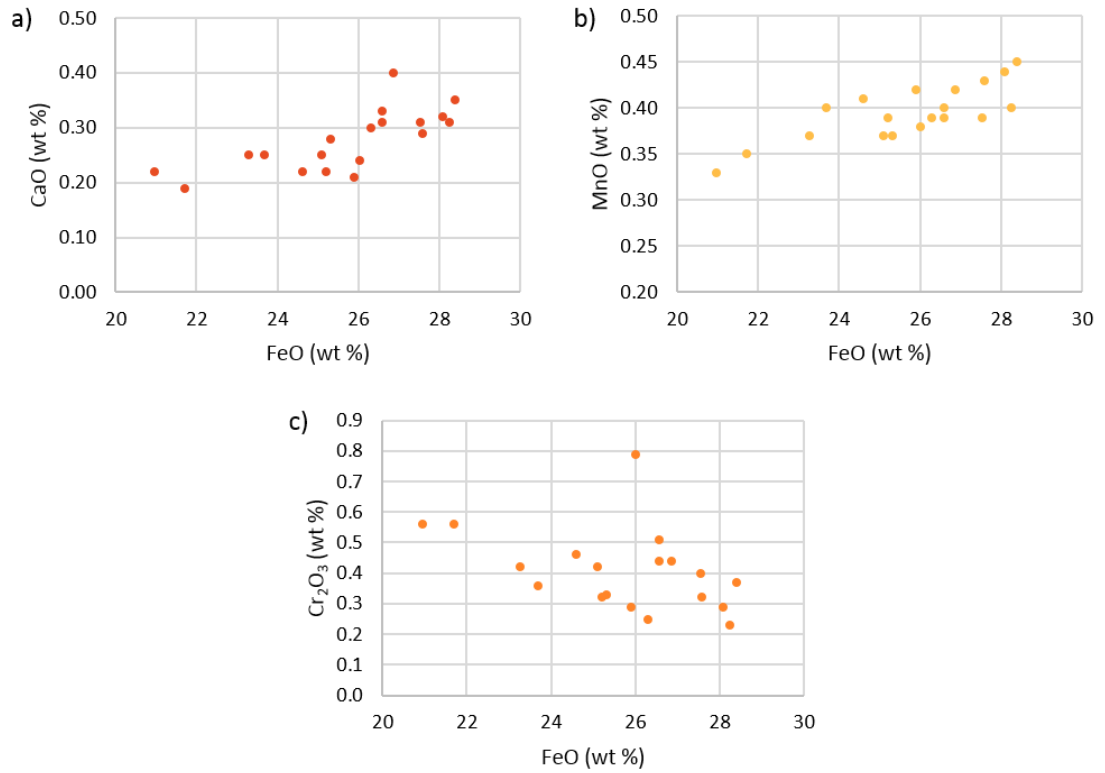 a)
0.50
0.40
0.30
0.20
0.10
0.00
CaO (wt %)
20 22 24 26 28 30
FeO (wt %)
b)
0.50
0.45
0.40
0.35
0.30
0.25
0.20
MnO (wt %)
20 22 24 26 28 30
FeO (wt %)
c)
0.9
0.8
0.7
0.6
0.5
0.4
0.3
0.2
0.1
0.0
Cr₂O₃ (wt %)
20 22 24 26 28 30
FeO (wt %)